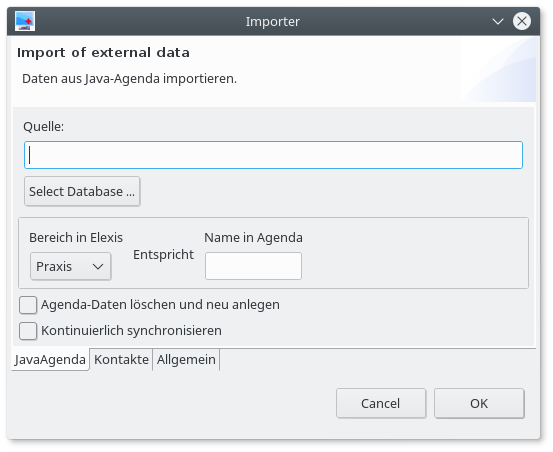 Importer
Import of external data
Daten aus Java-Agenda importieren.
Quelle:
Select Database ...
Bereich in Elexis
Name in Agenda
Praxis
Entspricht
Agenda-Daten löschen und neu anlegen
Kontinuierlich synchronisieren
JavaAgenda Kontakte Allgemein
Cancel OK